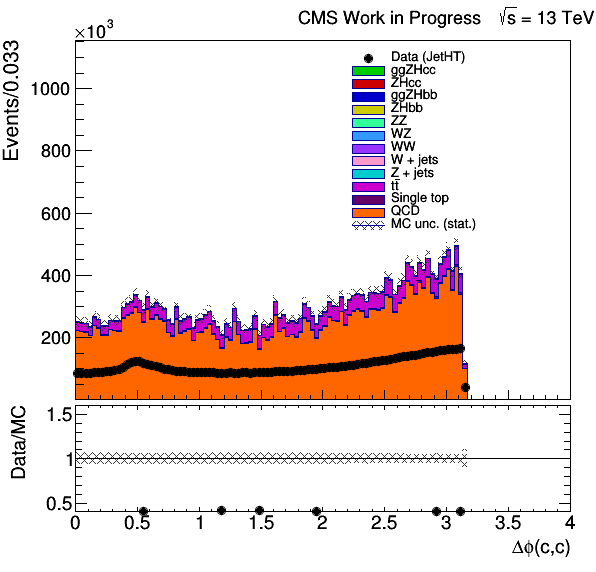 CMS Work in Progress √s = 13 TeV
×10³
Events/0.033
1000
800
600
400
200
Data (JetHT)
ggZHcc
ZHcc
ggZHbb
ZHbb
ZZ
WZ
WW
W + jets
Z + jets
tt̄
Single top
QCD
MC unc. (stat.)
Data/MC
1.5
1
0.5
0 0.5 1 1.5 2 2.5 3 3.5 4
Δϕ(c,c)